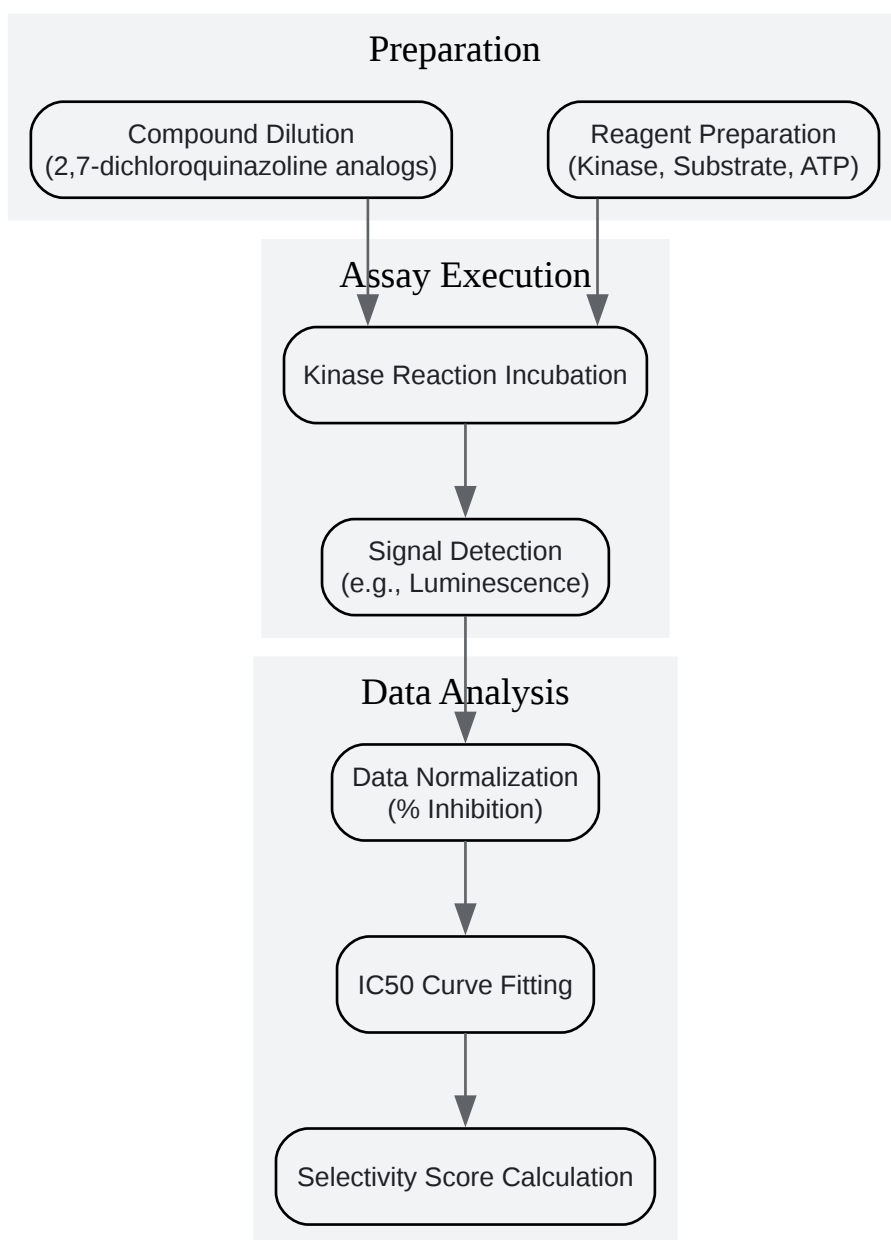 Preparation
Compound Dilution
(2,7-dichloroquinazoline analogs)
Reagent Preparation
(Kinase, Substrate, ATP)
Assay Execution
Kinase Reaction Incubation
Signal Detection
(e.g., Luminescence)
Data Analysis
Data Normalization
(% Inhibition)
IC50 Curve Fitting
Selectivity Score Calculation